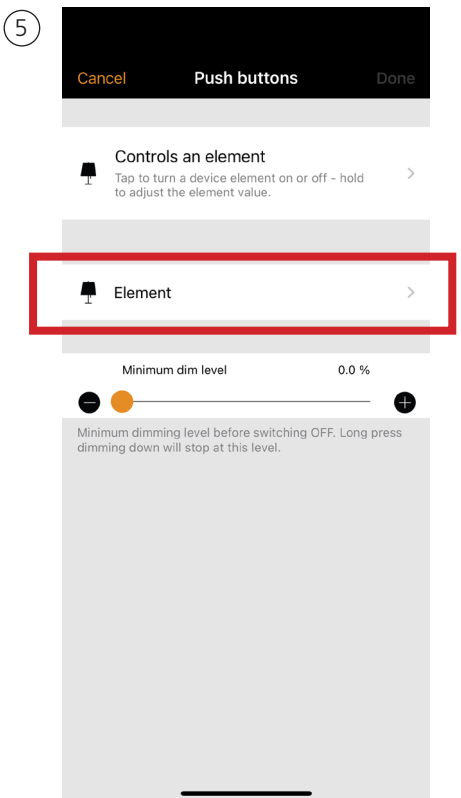 5
Cancel Push buttons Done
Controls an element
Tap to turn a device element on or off - hold
to adjust the element value.
Element
Minimum dim level 0.0 %
Minimum dimming level before switching OFF. Long press
dimming down will stop at this level.